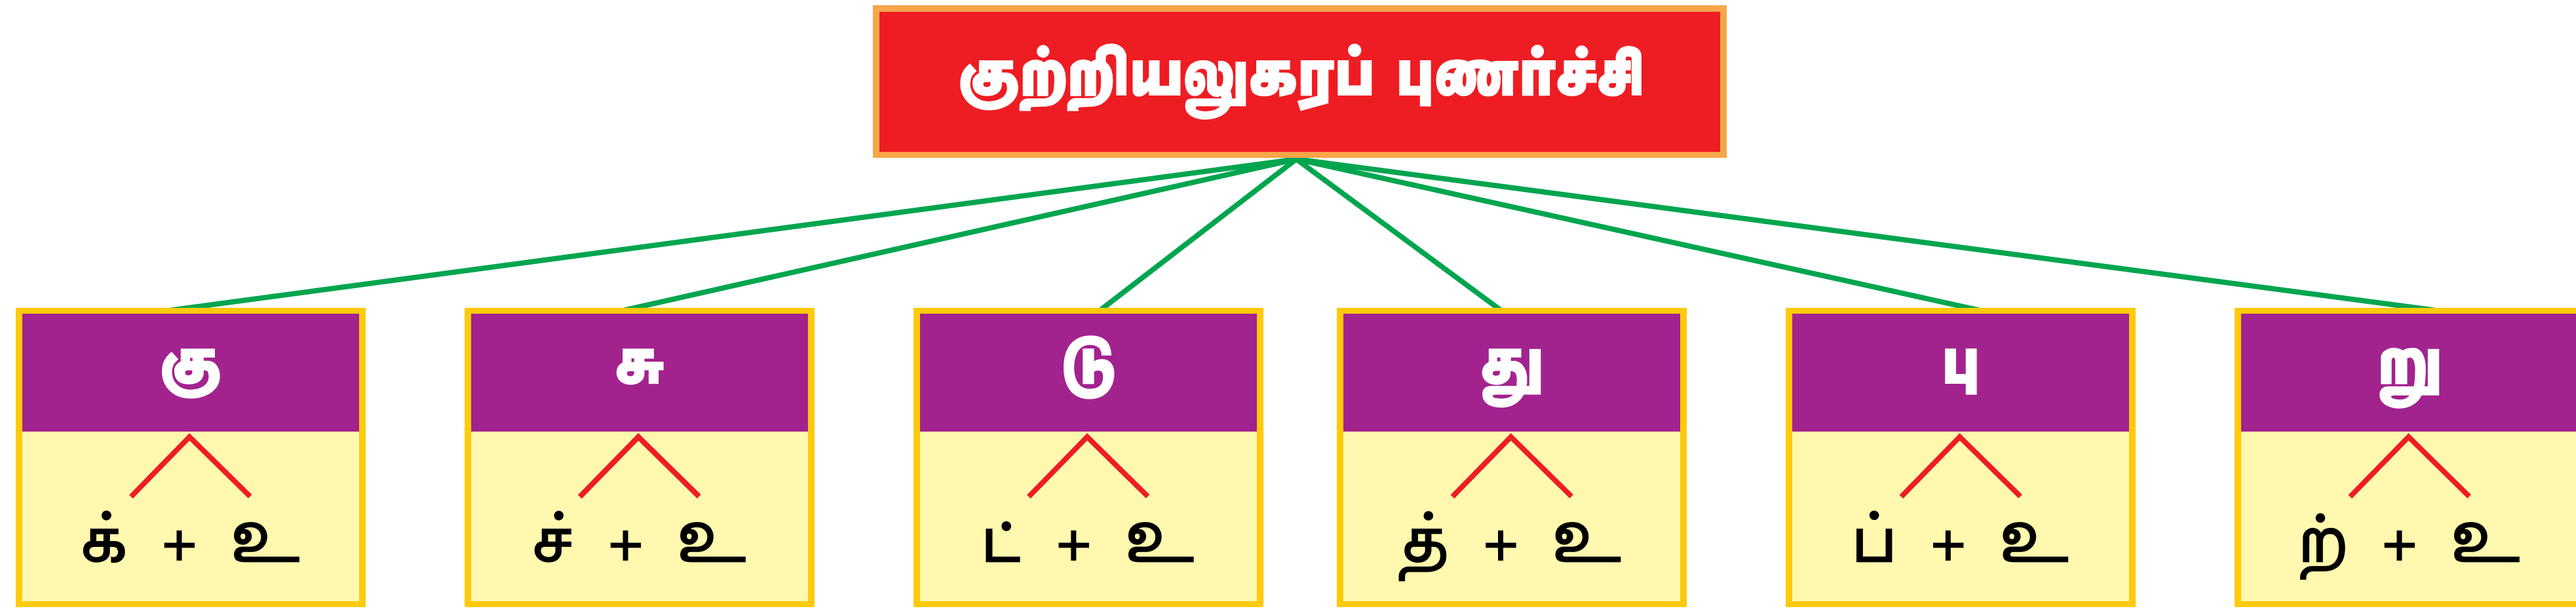 குற்றியலுகரப் புணர்ச்சி
கு சு டு து பு று
க் + உ ச் + உ ட் + உ த் + உ ப் + உ ற் + உ